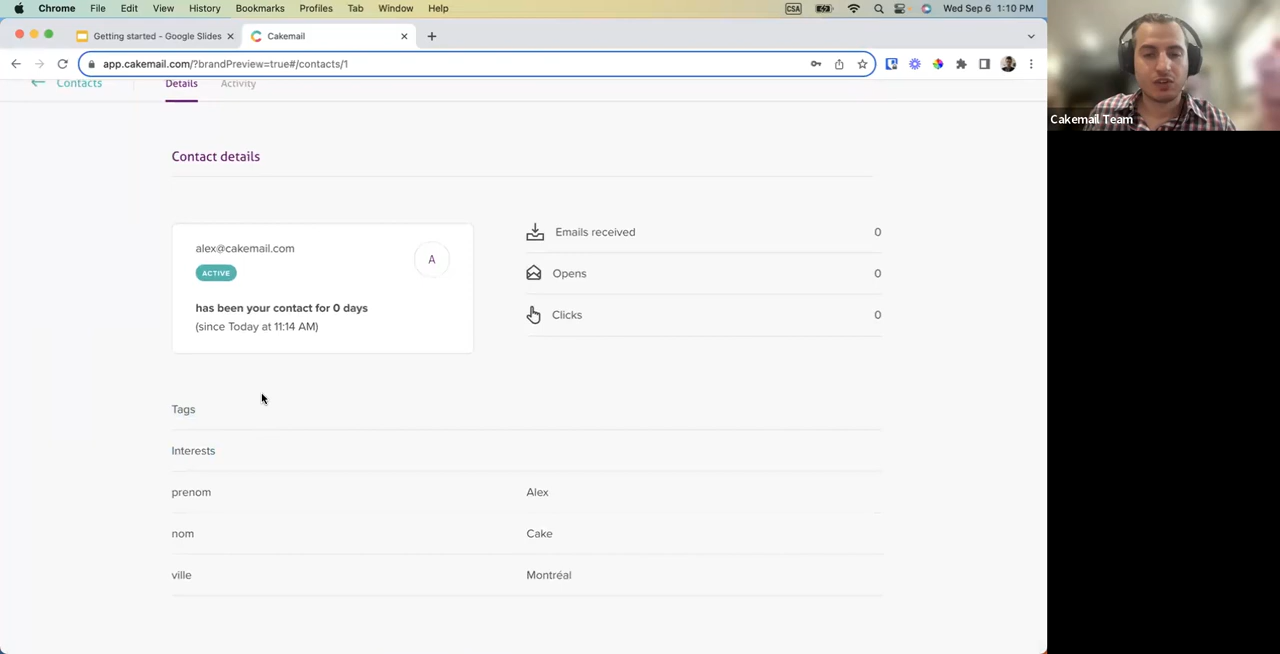 Chrome File Edit View History Bookmarks Profiles Tab Window Help CSA Wed Sep 6 1:10 PM
Getting started - Google Slides Cakemail
app.cakemail.com/?brandPreview=true#/contacts/1
Contacts Details Activity
Contact details
alex@cakemail.com A
ACTIVE
has been your contact for 0 days
(since Today at 11:14 AM)
Emails received 0
Opens 0
Clicks 0
Tags
Interests
prenom Alex
nom Cake
ville Montréal
Cakemail Team